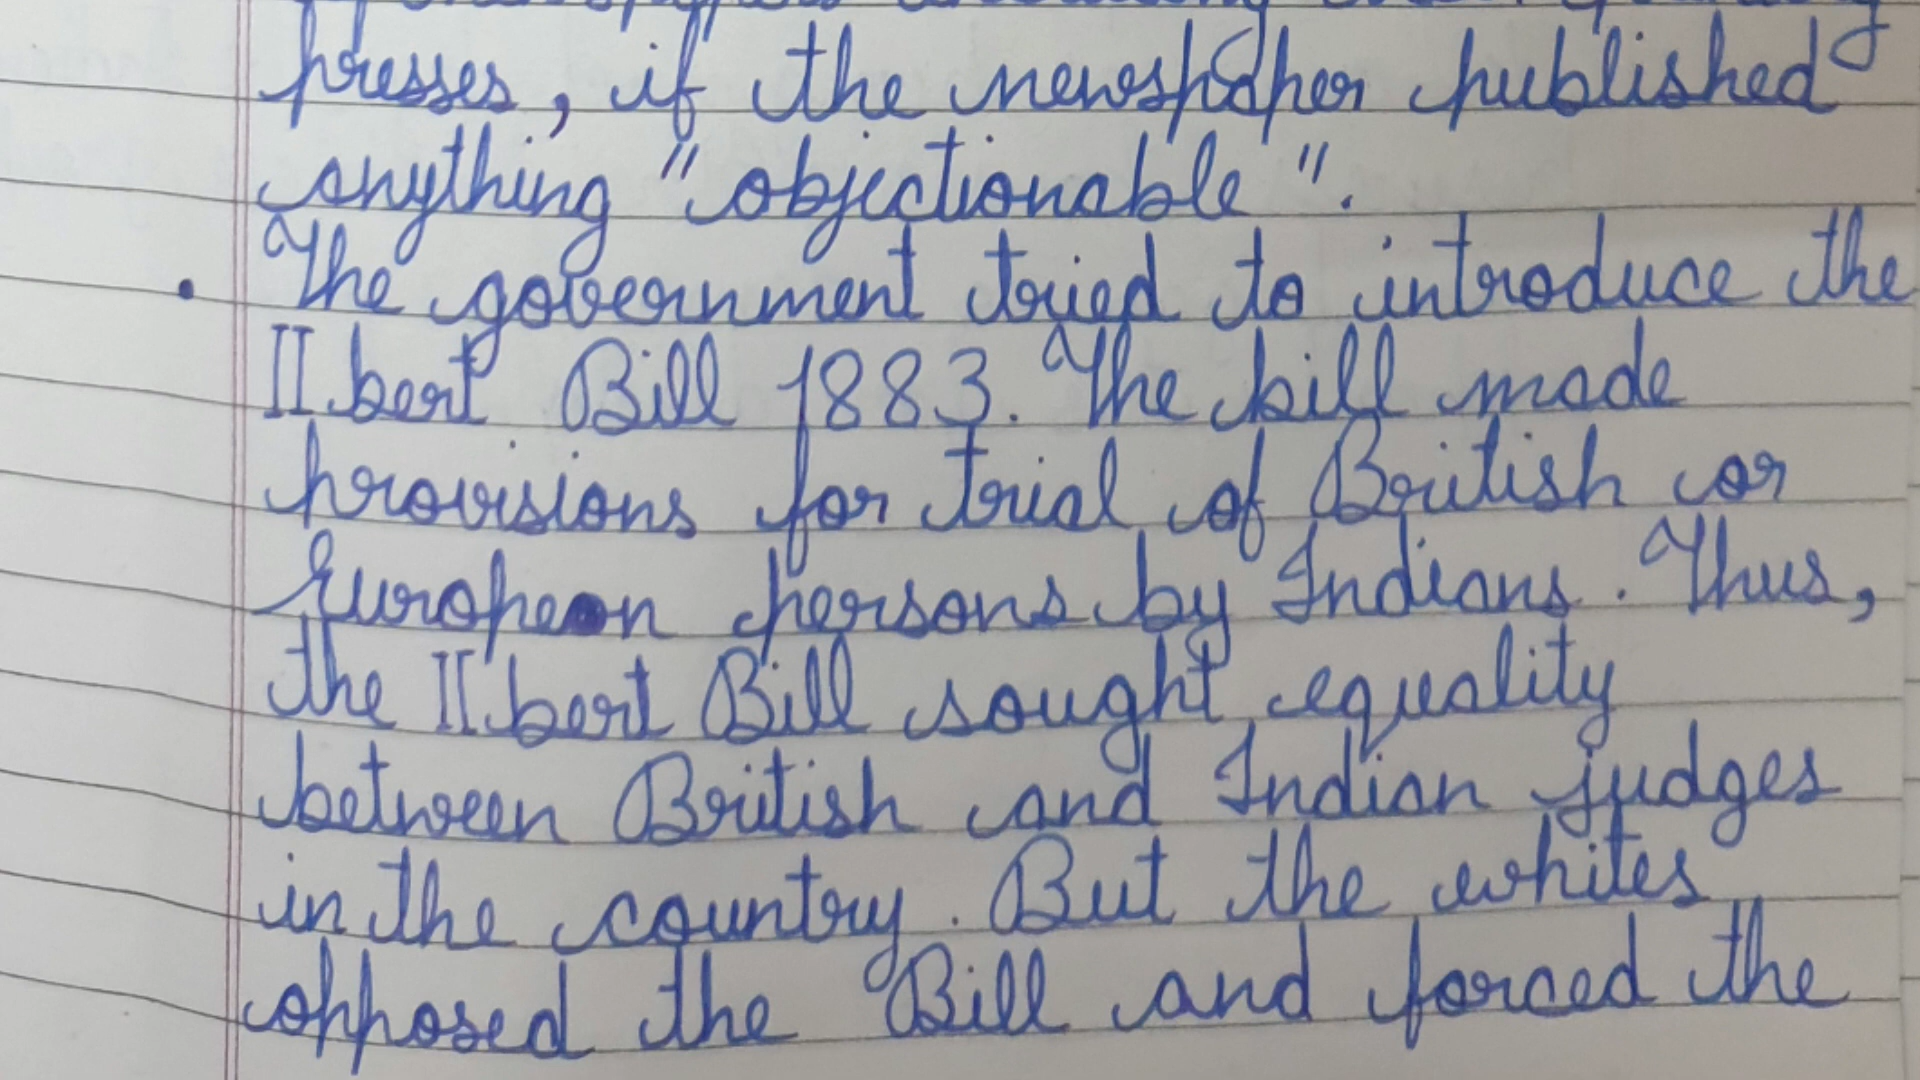 presses, if the newspaper published
anything "objectionable".
• The government tried to introduce the
IIbert Bill 1883. The bill made
provisions for trial of British or
European persons by Indians. Thus,
the IIbert Bill sought equality
between British and Indian judges
in the country. But the whites
opposed the Bill and forced the